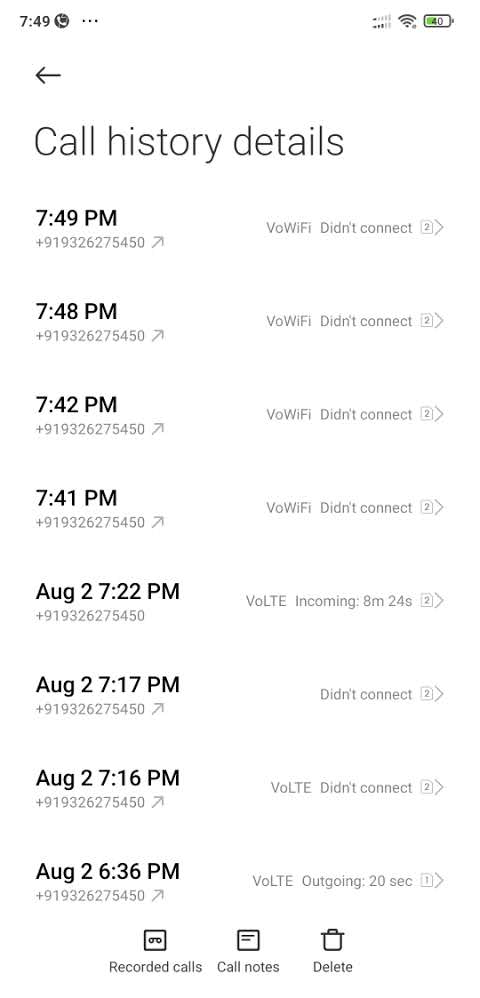 7:49 ... 40
Call history details
7:49 PM
+919326275450 VoWiFi Didn't connect 2
7:48 PM
+919326275450 VoWiFi Didn't connect 2
7:42 PM
+919326275450 VoWiFi Didn't connect 2
7:41 PM
+919326275450 VoWiFi Didn't connect 2
Aug 2 7:22 PM
+919326275450 VoLTE Incoming: 8m 24s 2
Aug 2 7:17 PM
+919326275450 Didn't connect 2
Aug 2 7:16 PM
+919326275450 VoLTE Didn't connect 2
Aug 2 6:36 PM
+919326275450 VoLTE Outgoing: 20 sec 1
Recorded calls Call notes Delete